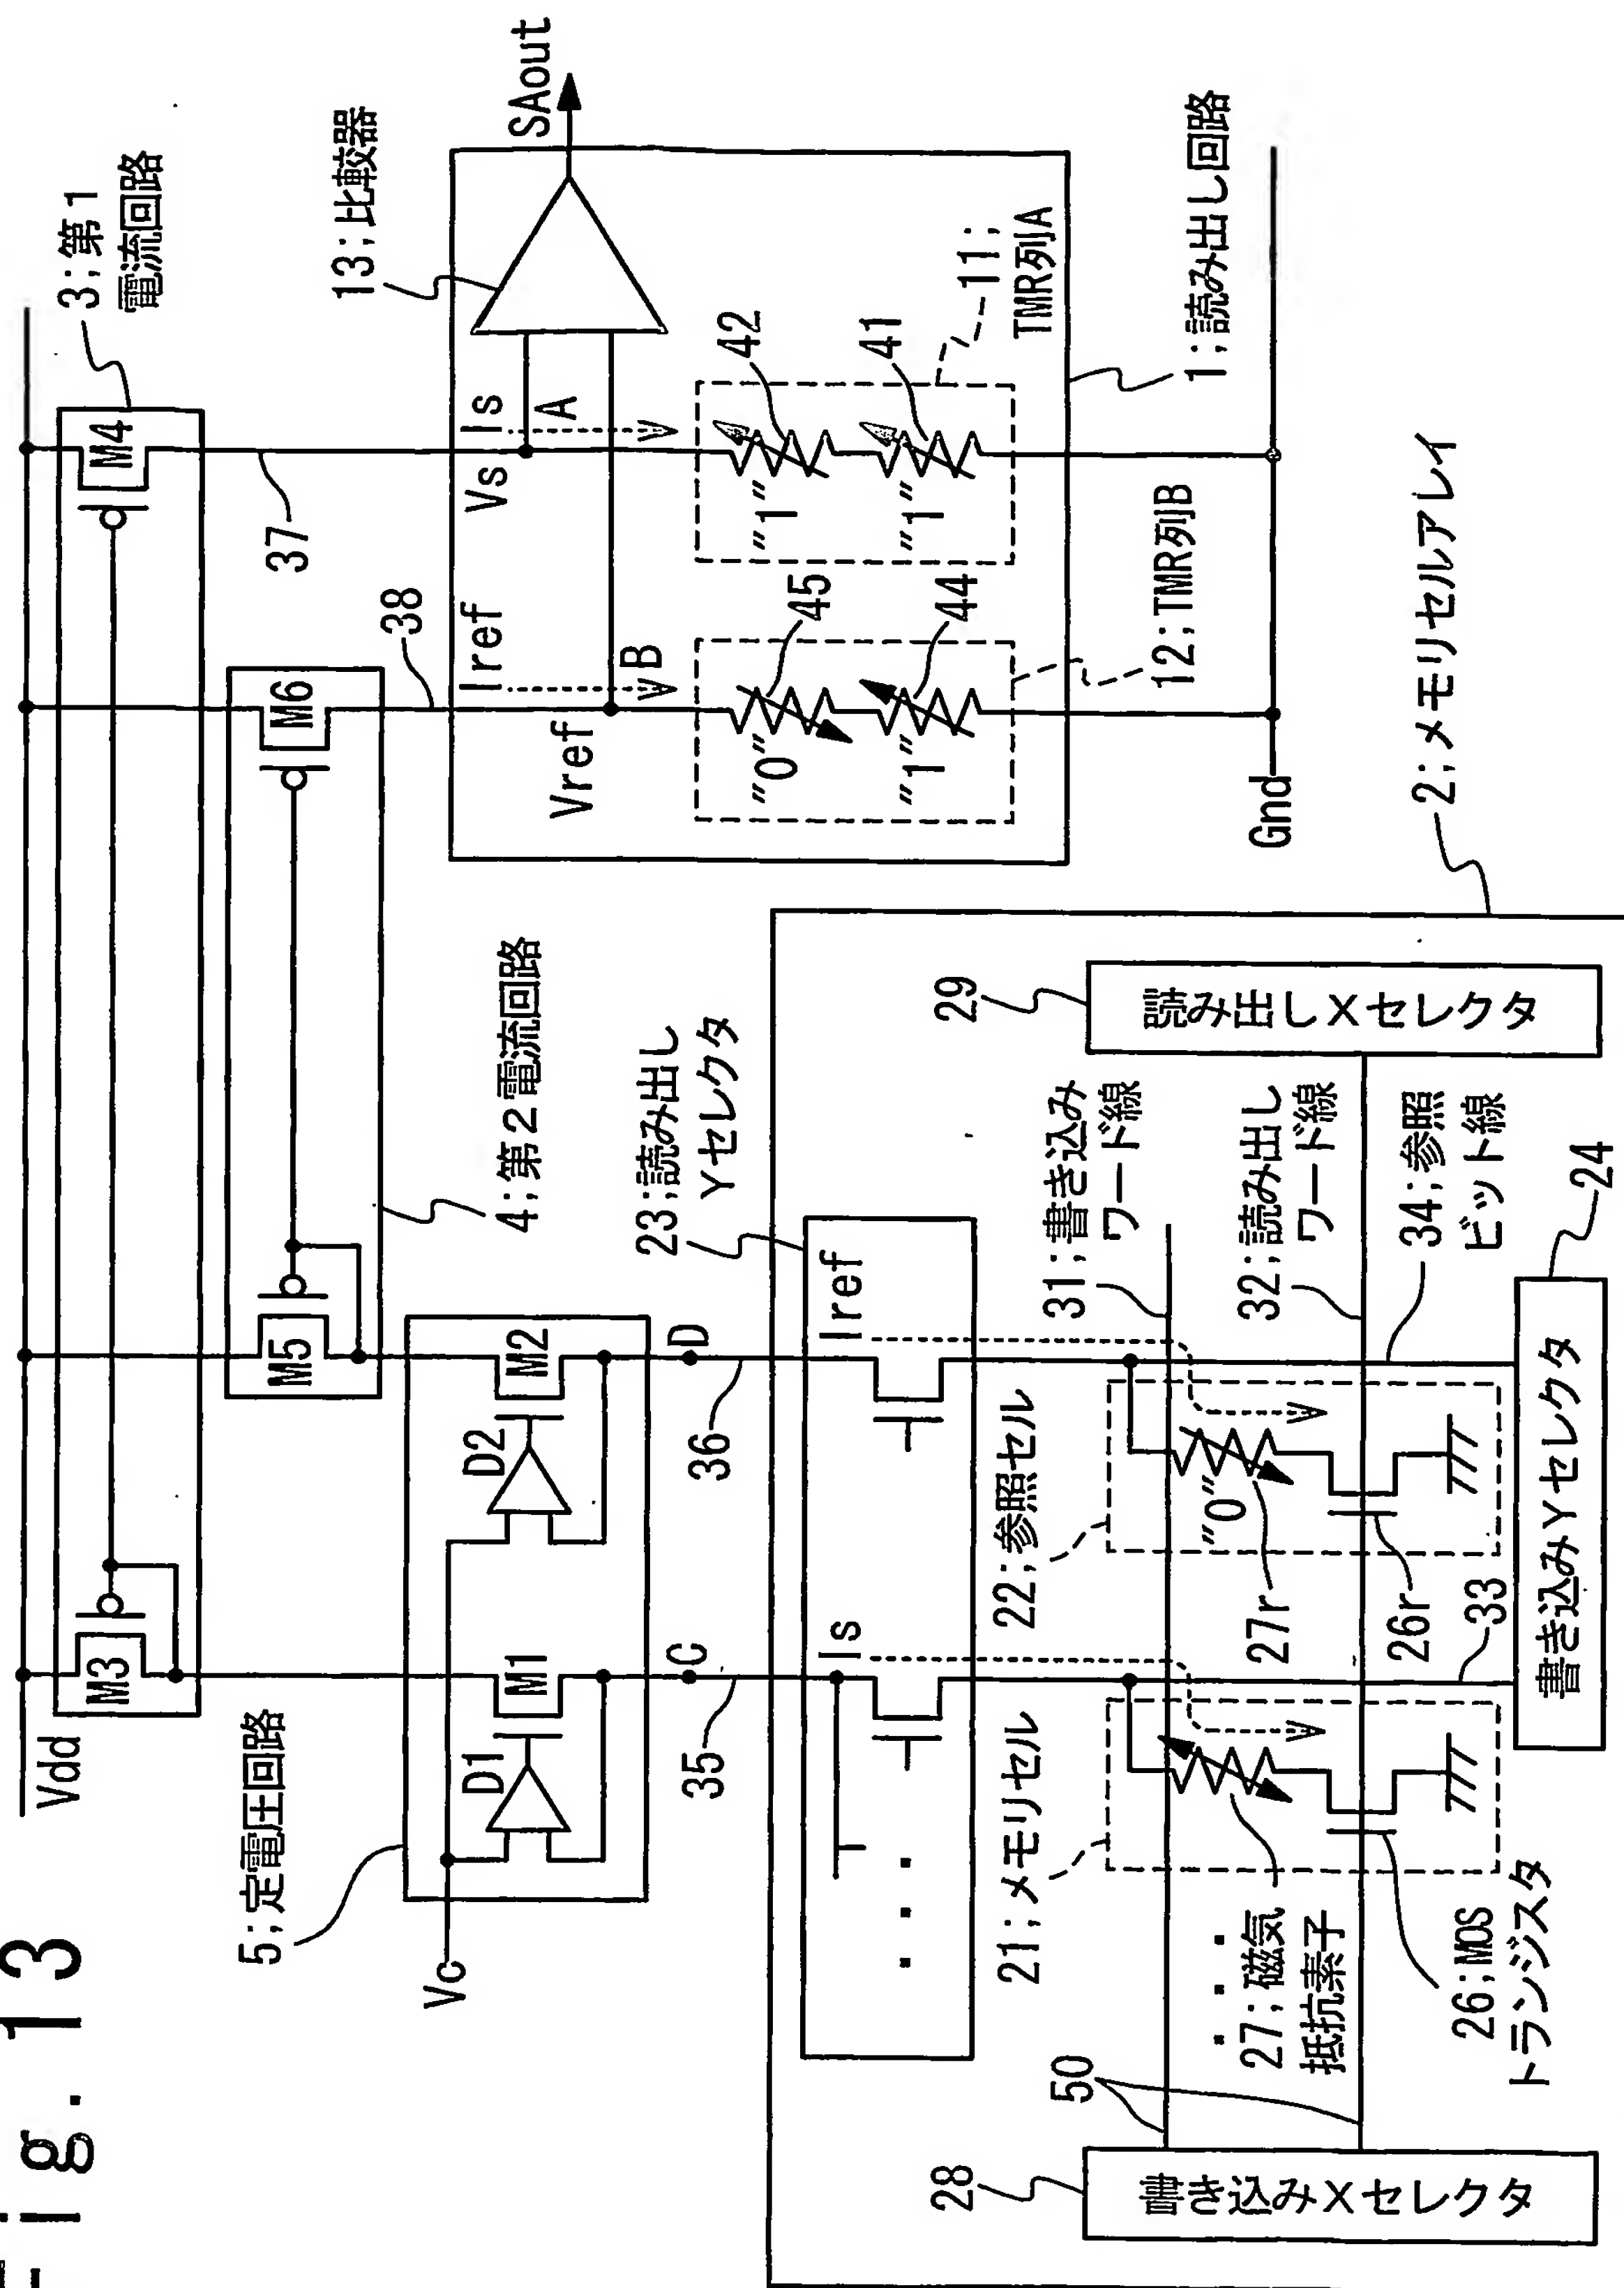 Fig. 13
Vdd
M3
M4
3;第1
電流回路
M5
M6
4;第2電流回路
37
38
5;定電圧回路
Vc
D1
M1
D2
M2
C
D
35
36
13;比較器
SAout
Iref
Is
Vref
Vs
A
B
"0"
"1"
"1"
"1"
45
44
42
41
11;
TMR列A
12;TMR列B
1;読み出し回路
Gnd
2;メモリセルアレイ
23;読み出し
Yセレクタ
Is
Iref
21;メモリセル
22;参照セル
"0"
27r
26r
33
27;磁気
抵抗素子
26;MOS
トランジスタ
31;書き込み
ワード線
32;読み出し
ワード線
34;参照
ビット線
24
書き込みYセレクタ
28
書き込みXセレクタ
29
読み出しXセレクタ
50